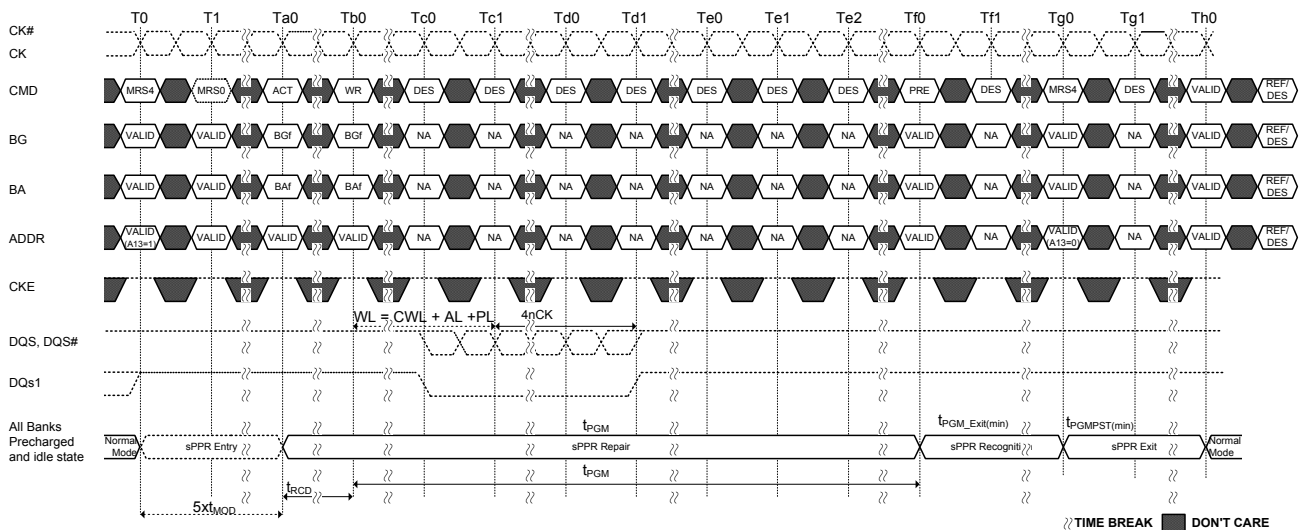 T0 T1 Ta0 Tb0 Tc0 Tc1 Td0 Td1 Te0 Te1 Te2 Tf0 Tf1 Tg0 Tg1 Th0
CK#
CK
CMD MRS4 MRS0 ACT WR DES DES DES DES DES DES DES PRE DES MRS4 DES VALID REF/DES
BG VALID VALID BGf BGf NA NA NA NA NA NA NA VALID NA VALID NA VALID REF/DES
BA VALID VALID BAf BAf NA NA NA NA NA NA NA VALID NA VALID NA VALID REF/DES
ADDR VALID (A13=1) VALID VALID VALID NA NA NA NA NA NA NA VALID NA VALID (A13=0) NA VALID REF/DES
CKE
WL = CWL + AL +PL 4nCK
DQS, DQS#
DQs1
tPGM tPGM_Exit(min) tPGMPST(min)
All Banks
Precharged
and idle state
Normal Mode sPPR Entry sPPR Repair sPPR Recogniti sPPR Exit Normal Mode
tRCD tPGM
5xtMOD
TIME BREAK DON'T CARE